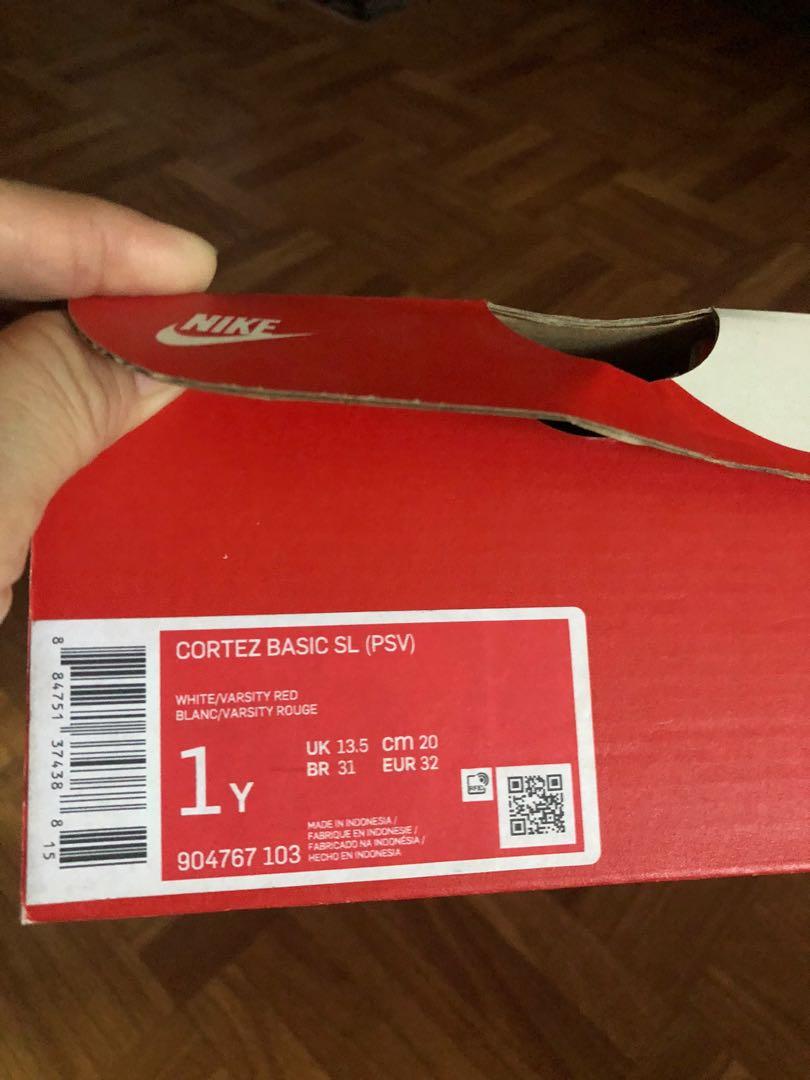 NIKE
CORTEZ BASIC SL (PSV)
WHITE/VARSITY RED
BLANC/VARSITY ROUGE
1Y
UK 13.5 cm 20
BR 31 EUR 32
MADE IN INDONESIA /
FABRIQUE EN INDONESIE /
FABRICADO NA INDONÉSIA /
HECHO EN INDONESIA
904767 103
RFID
8 84751 37438 8 15